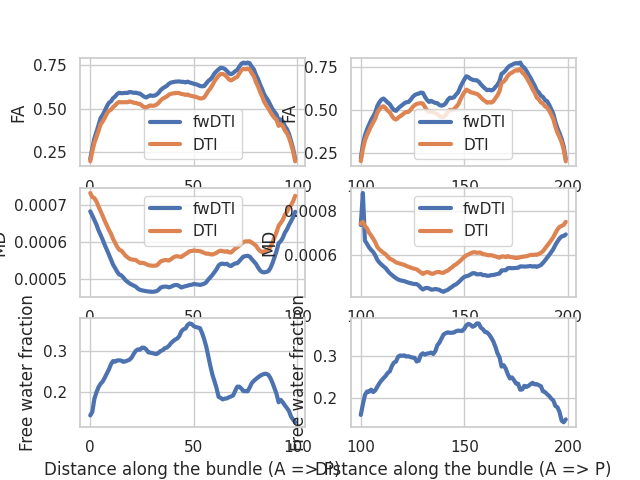 0.75
0.50
0.25
FA
fwDTI
DTI
0
50
100
0.75
0.50
0.25
FA
fwDTI
DTI
100
150
200
0.0007
0.0006
0.0005
MD
fwDTI
DTI
0
50
100
0.0008
0.0006
MD
fwDTI
DTI
100
150
200
0.3
0.2
Free water fraction
0
50
100
Distance along the bundle (A => P)
0.3
0.2
Free water fraction
100
150
200
Distance along the bundle (A => P)